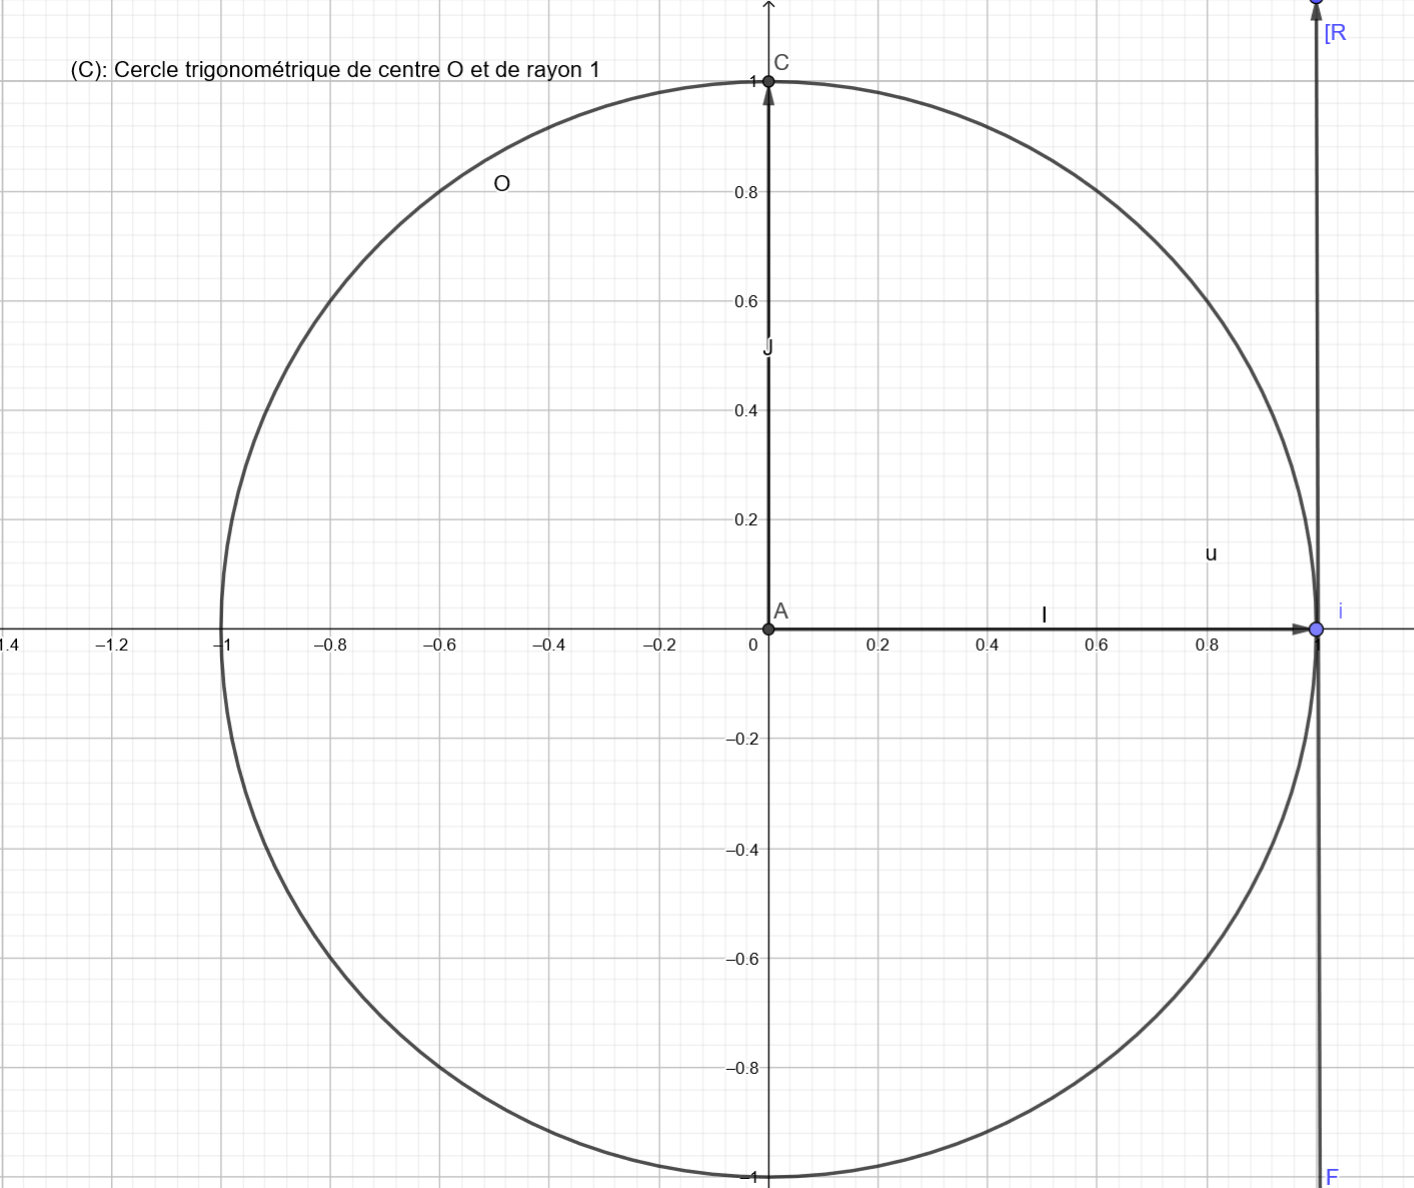 [R
C
(C): Cercle trigonométrique de centre O et de rayon 1
1
O
0.8
0.6
J
0.4
0.2
u
A
I
i
1.4
–1.2
–1
–0.8
–0.6
–0.4
–0.2
0
0.2
0.4
0.6
0.8
1
–0.2
–0.4
–0.6
–0.8
–1
F